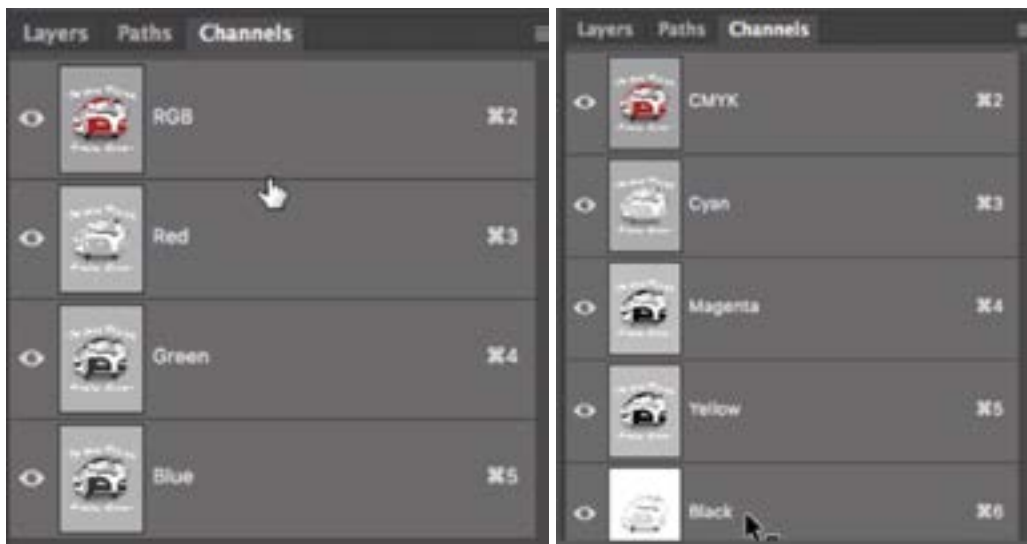 Layers Paths Channels
RGB ⌘2
Red ⌘3
Green ⌘4
Blue ⌘5
Layers Paths Channels
CMYK ⌘2
Cyan ⌘3
Magenta ⌘4
Yellow ⌘5
Black ⌘6